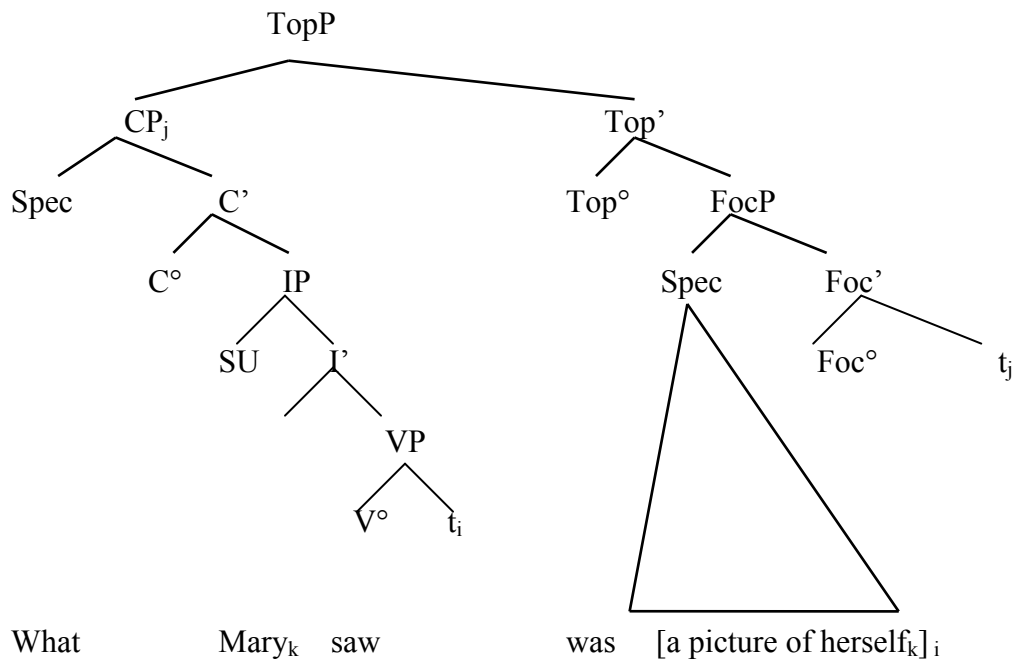 TopP
CPj Top’
Spec C’ Top° FocP
C° IP Spec Foc’
SU I’ Foc° tj
VP
V° ti
What Maryk saw was [a picture of herselfk] i